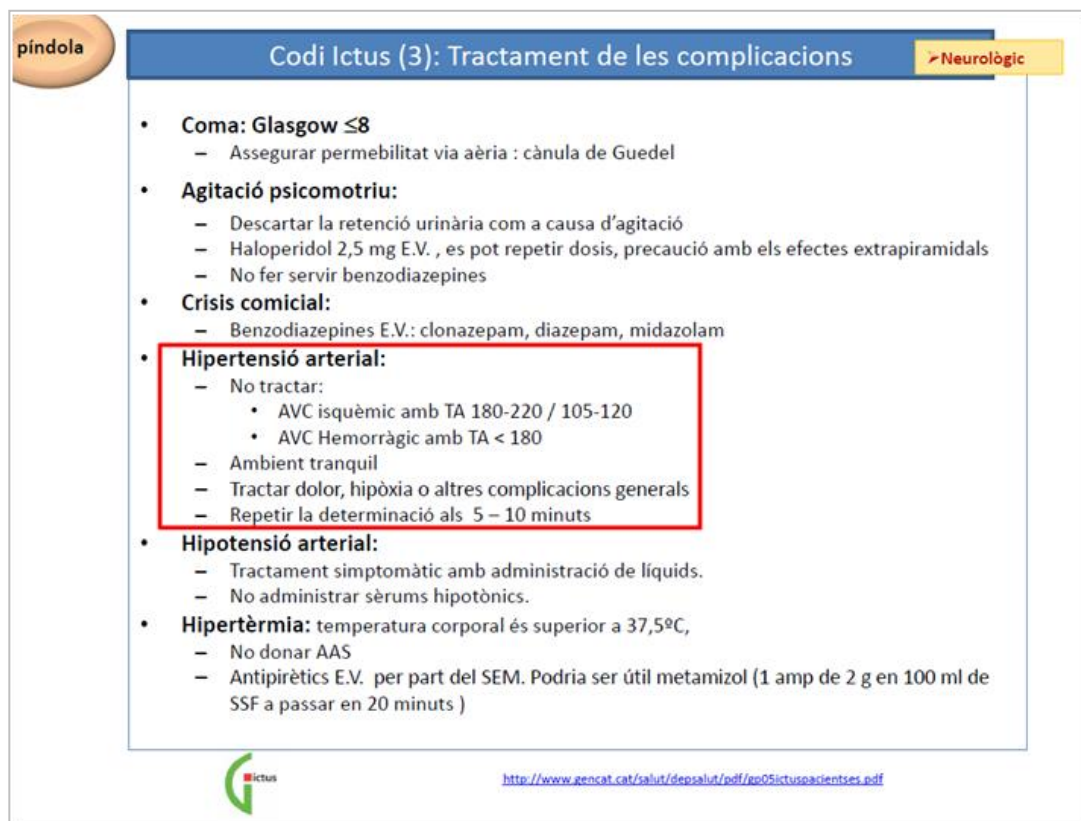 píndola
Codi Ictus (3): Tractament de les complicacions
➢Neurològic
• Coma: Glasgow ≤8
– Assegurar permebilitat via aèria : cànula de Guedel
• Agitació psicomotriu:
– Descartar la retenció urinària com a causa d'agitació
– Haloperidol 2,5 mg E.V. , es pot repetir dosis, precaució amb els efectes extrapiramidals
– No fer servir benzodiazepines
• Crisis comicial:
– Benzodiazepines E.V.: clonazepam, diazepam, midazolam
• Hipertensió arterial:
– No tractar:
• AVC isquèmic amb TA 180-220 / 105-120
• AVC Hemorràgic amb TA < 180
– Ambient tranquil
– Tractar dolor, hipòxia o altres complicacions generals
– Repetir la determinació als 5 – 10 minuts
• Hipotensió arterial:
– Tractament simptomàtic amb administració de líquids.
– No administrar sèrums hipotònics.
• Hipertèrmia: temperatura corporal és superior a 37,5ºC,
– No donar AAS
– Antipirètics E.V. per part del SEM. Podria ser útil metamizol (1 amp de 2 g en 100 ml de
SSF a passar en 20 minuts )
ictus
http://www.gencat.cat/salut/depsalut/pdf/gp05ictuspacientses.pdf